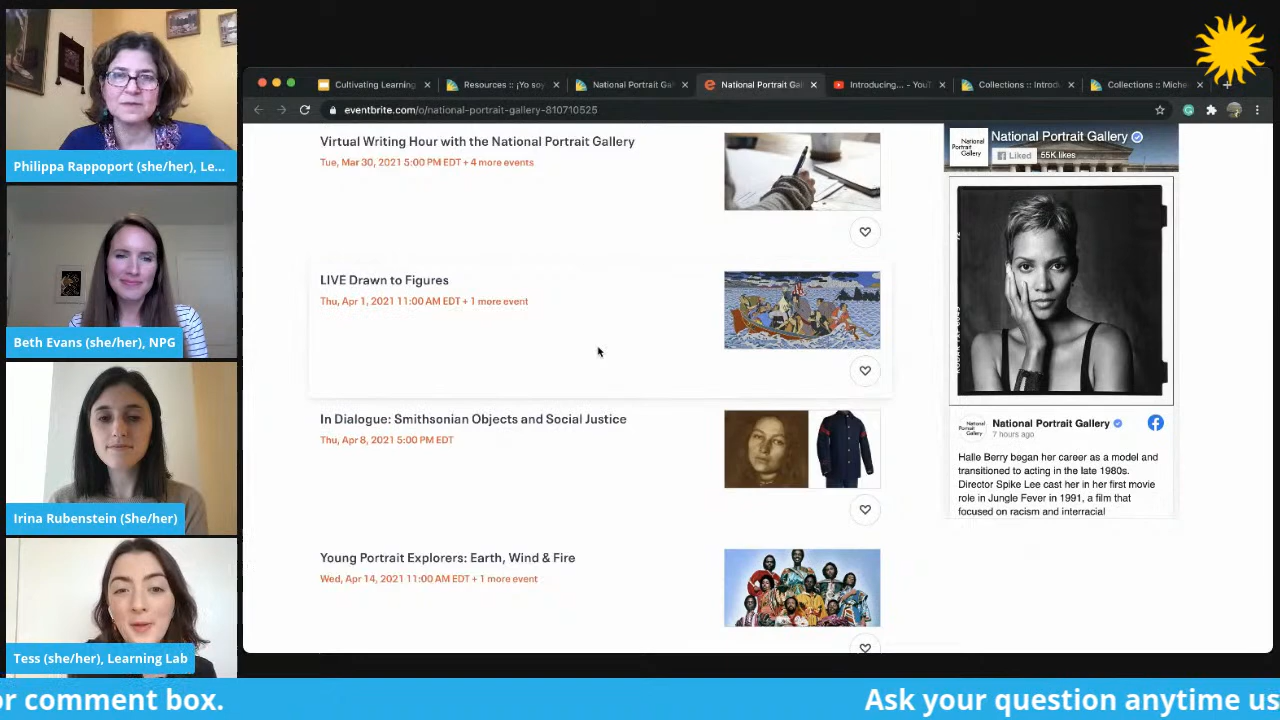 Philippa Rappoport (she/her), Le...
Beth Evans (she/her), NPG
Irina Rubenstein (She/her)
Tess (she/her), Learning Lab
Cultivating Learning
Resources :: ¡Yo soy
National Portrait Gal
National Portrait Gal
Introducing... - YouT
Collections :: Introdu
Collections :: Miche
eventbrite.com/o/national-portrait-gallery-810710525
Virtual Writing Hour with the National Portrait Gallery
Tue, Mar 30, 2021 5:00 PM EDT + 4 more events
LIVE Drawn to Figures
Thu, Apr 1, 2021 11:00 AM EDT + 1 more event
In Dialogue: Smithsonian Objects and Social Justice
Thu, Apr 8, 2021 5:00 PM EDT
Young Portrait Explorers: Earth, Wind & Fire
Wed, Apr 14, 2021 11:00 AM EDT + 1 more event
National Portrait Gallery
National
Portrait
Gallery
Liked
55K likes
National
Portrait
Gallery
National Portrait Gallery
7 hours ago
Halle Berry began her career as a model and
transitioned to acting in the late 1980s.
Director Spike Lee cast her in her first movie
role in Jungle Fever in 1991, a film that
focused on racism and interracial
or comment box.
Ask your question anytime us